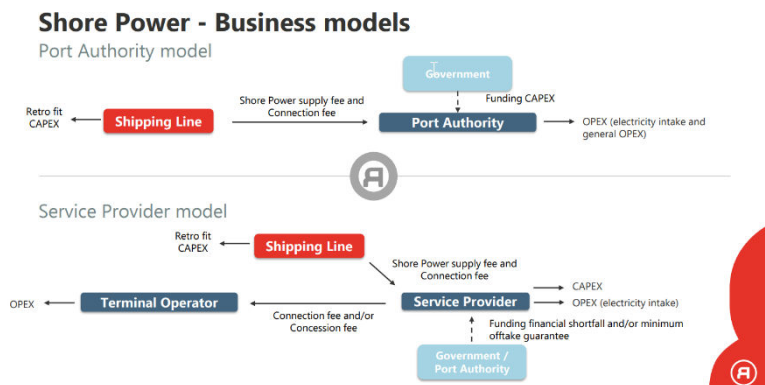 Shore Power - Business models
Port Authority model
Government
Funding CAPEX
Shore Power supply fee and
Connection fee
Retro fit
CAPEX
Shipping Line
Port Authority
OPEX (electricity intake and
general OPEX)
Service Provider model
Retro fit
CAPEX
Shipping Line
Shore Power supply fee and
Connection fee
OPEX
Terminal Operator
Connection fee and/or
Concession fee
Service Provider
CAPEX
OPEX (electricity intake)
Funding financial shortfall and/or minimum
offtake guarantee
Government /
Port Authority